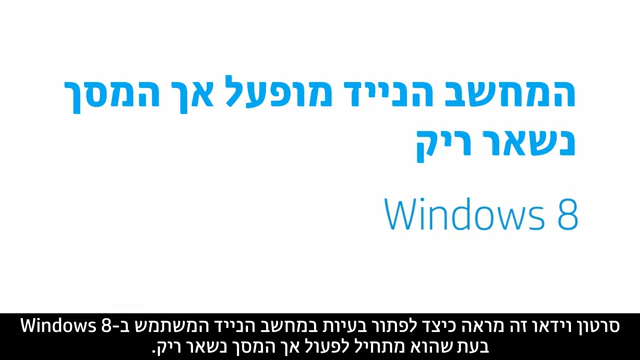 המחשב הנייד מופעל אך המסך
נשאר ריק
Windows 8
סרטון וידאו זה מראה כיצד לפתור בעיות במחשב הנייד המשתמש ב-Windows 8
בעת שהוא מתחיל לפעול אך המסך נשאר ריק.